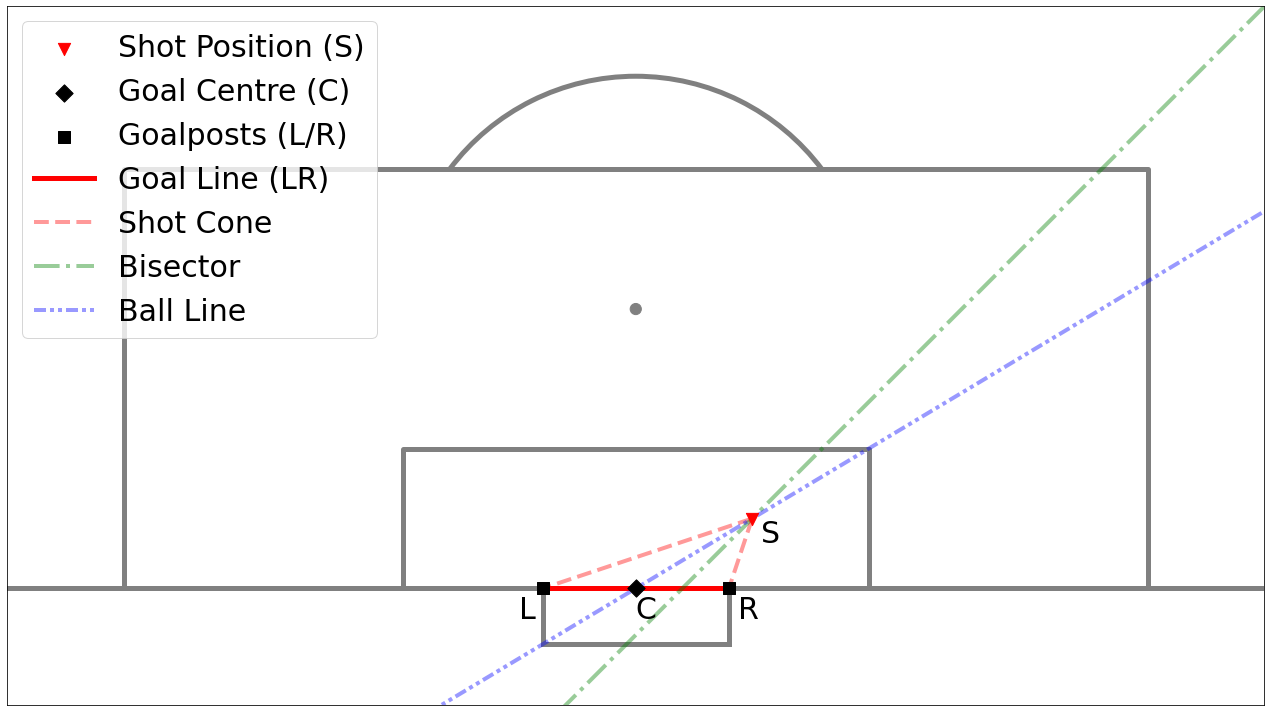 Shot Position (S)
Goal Centre (C)
Goalposts (L/R)
Goal Line (LR)
Shot Cone
Bisector
Ball Line
S
L
C
R